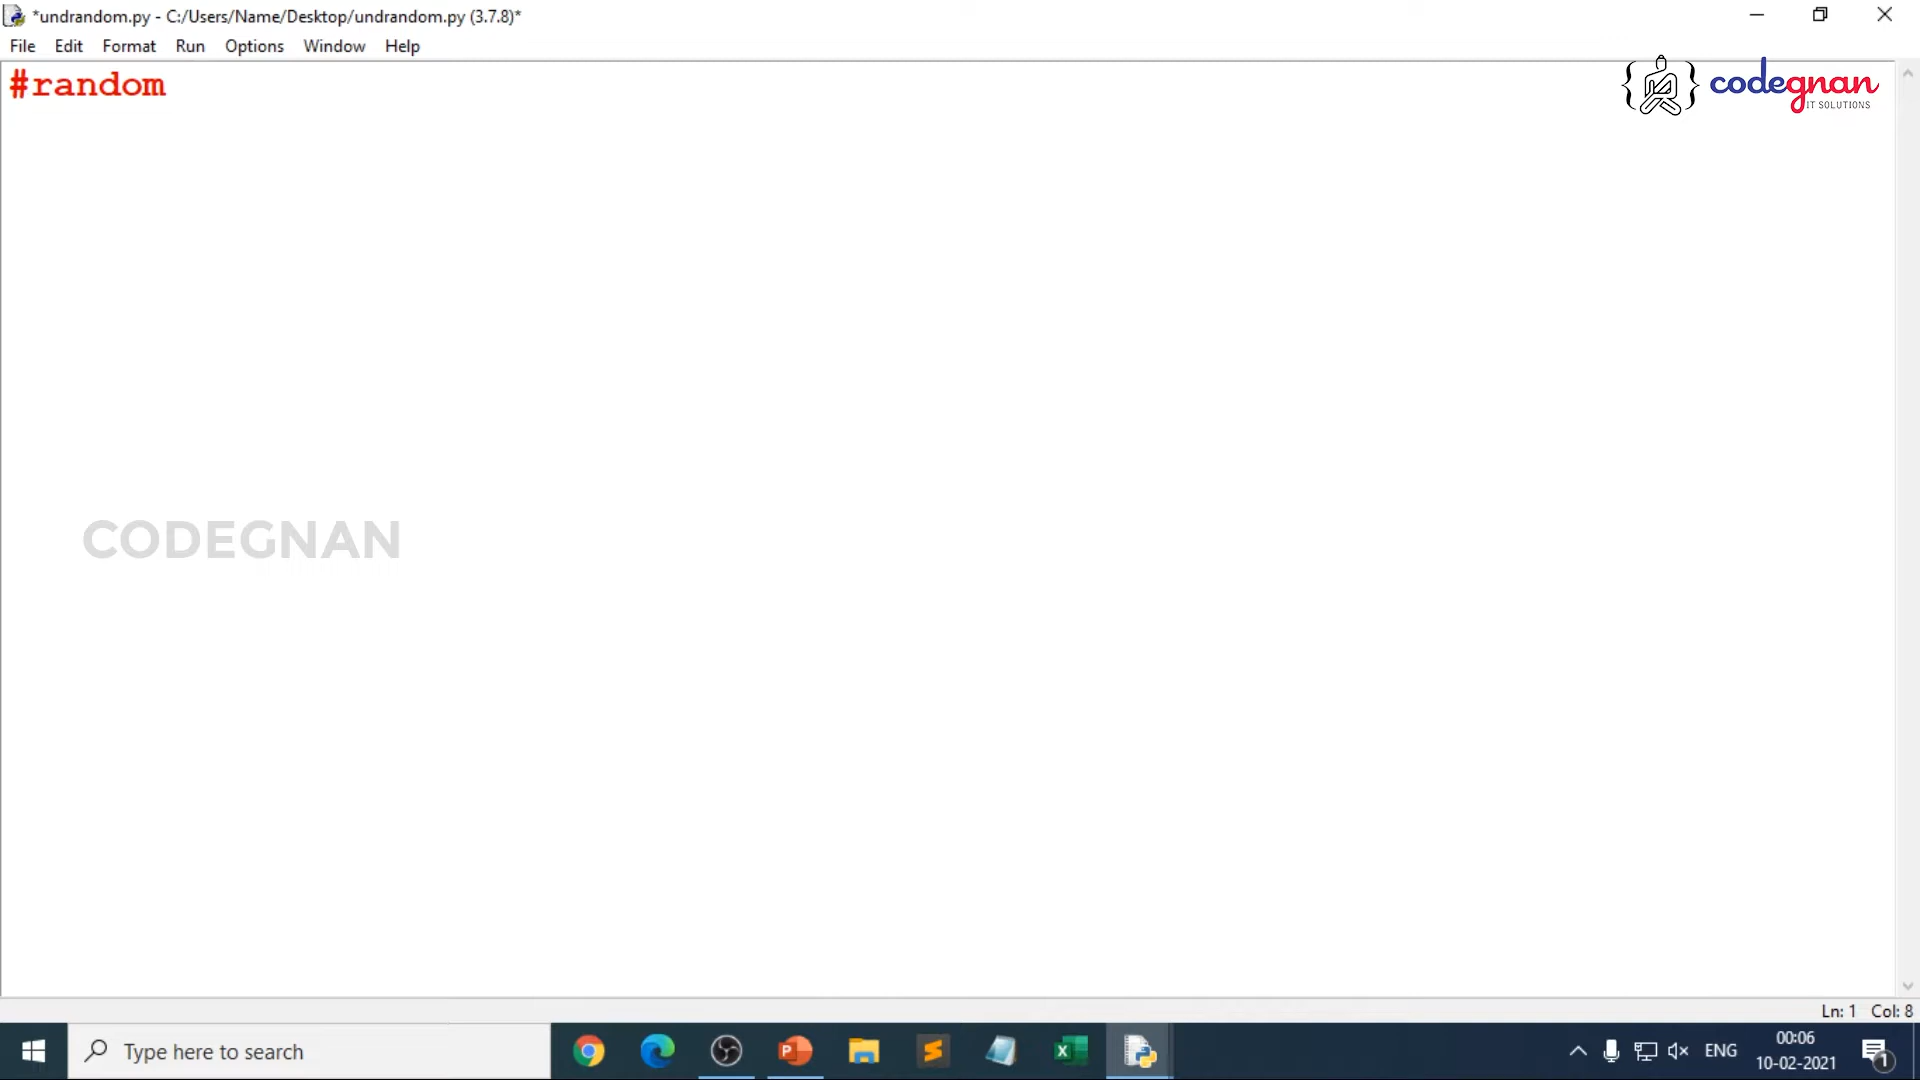 *undrandom.py - C:/Users/Name/Desktop/undrandom.py (3.7.8)*
File Edit Format Run Options Window Help
#random
codegnan
IT SOLUTIONS
CODEGNAN
Ln: 1 Col: 8
Type here to search
ENG
00:06
10-02-2021
1